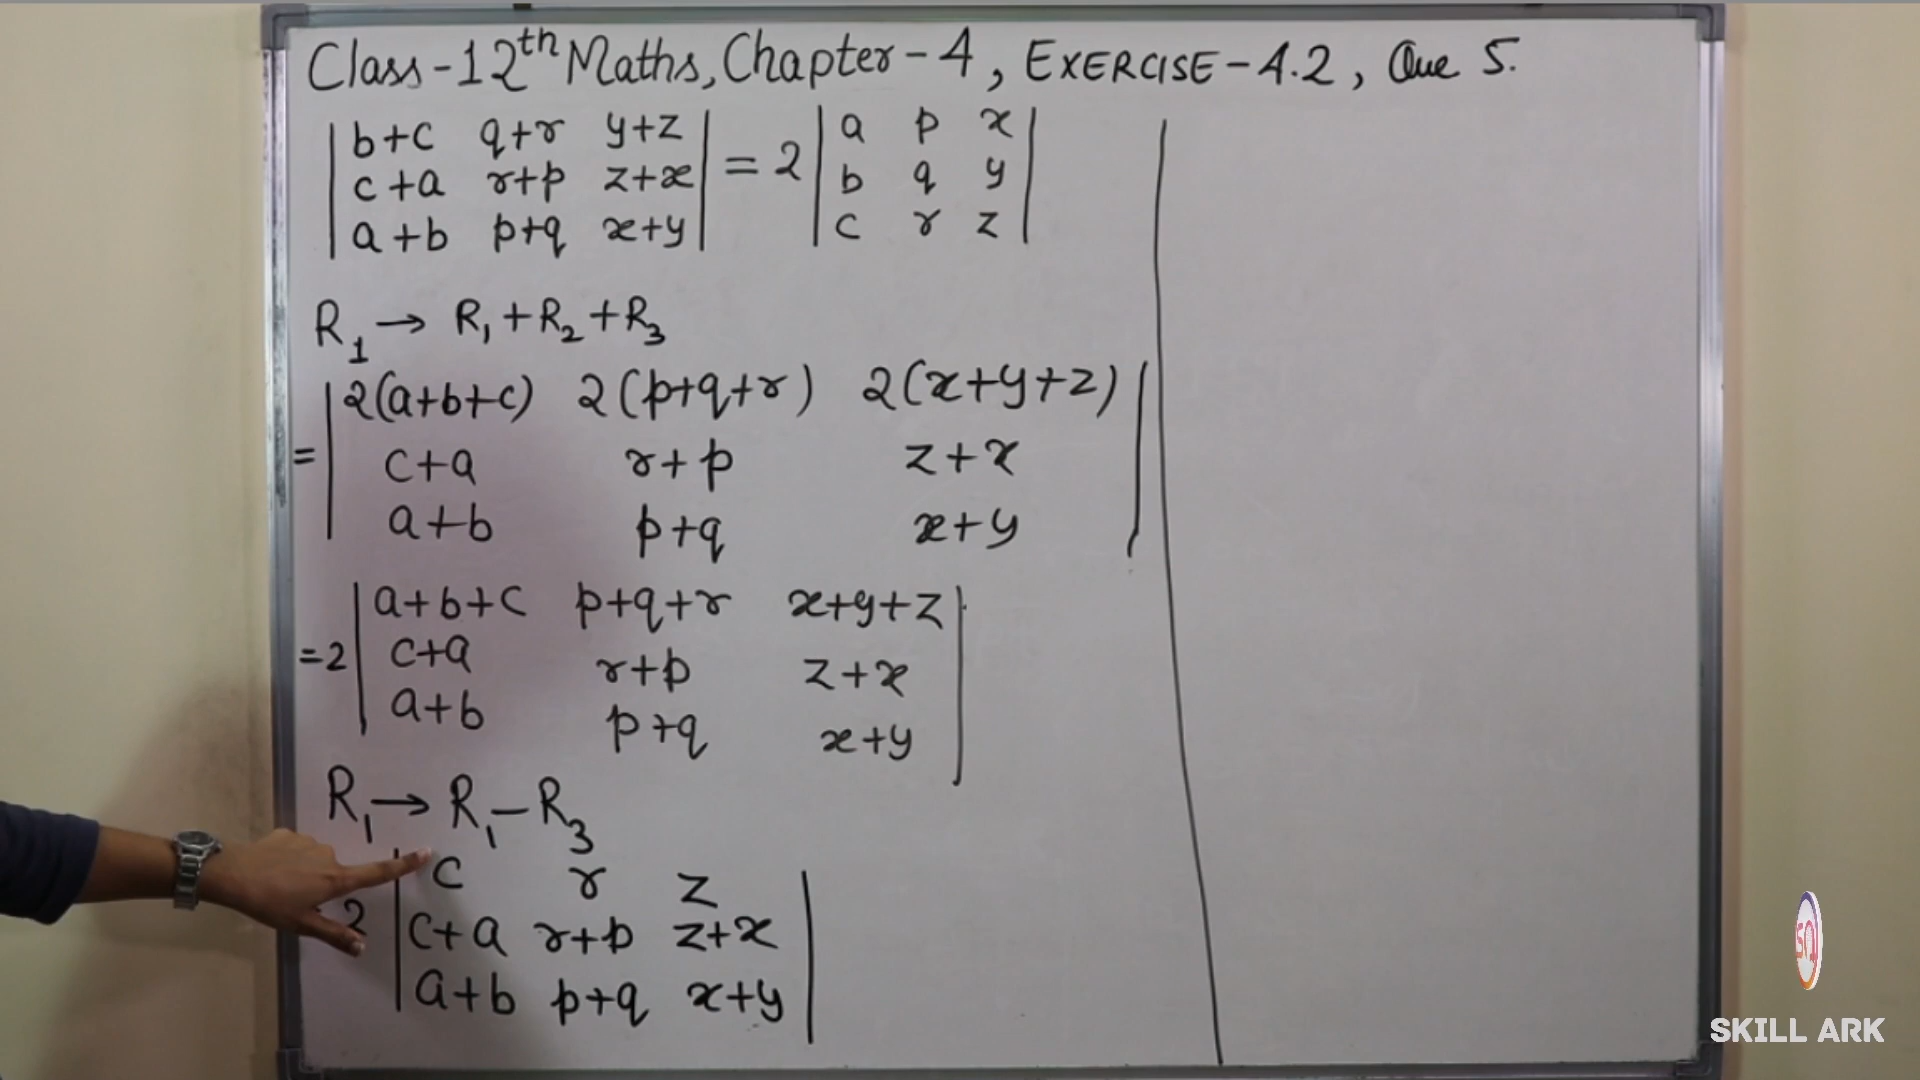 Class-12th Maths, Chapter-4, EXERCISE-4.2, Que 5.
| b+c q+r y+z | = 2 | a p x |
| c+a r+p z+x | | b q y |
| a+b p+q x+y | | c r z |
R1 → R1+R2+R3
| 2(a+b+c) 2(p+q+r) 2(x+y+z) |
= | c+a r+p z+x |
| a+b p+q x+y |
| a+b+c p+q+r x+y+z |
=2 | c+a r+p z+x |
| a+b p+q x+y |
R1 → R1-R3
| c r z |
2 | c+a r+p z+x |
| a+b p+q x+y |
SKILL ARK